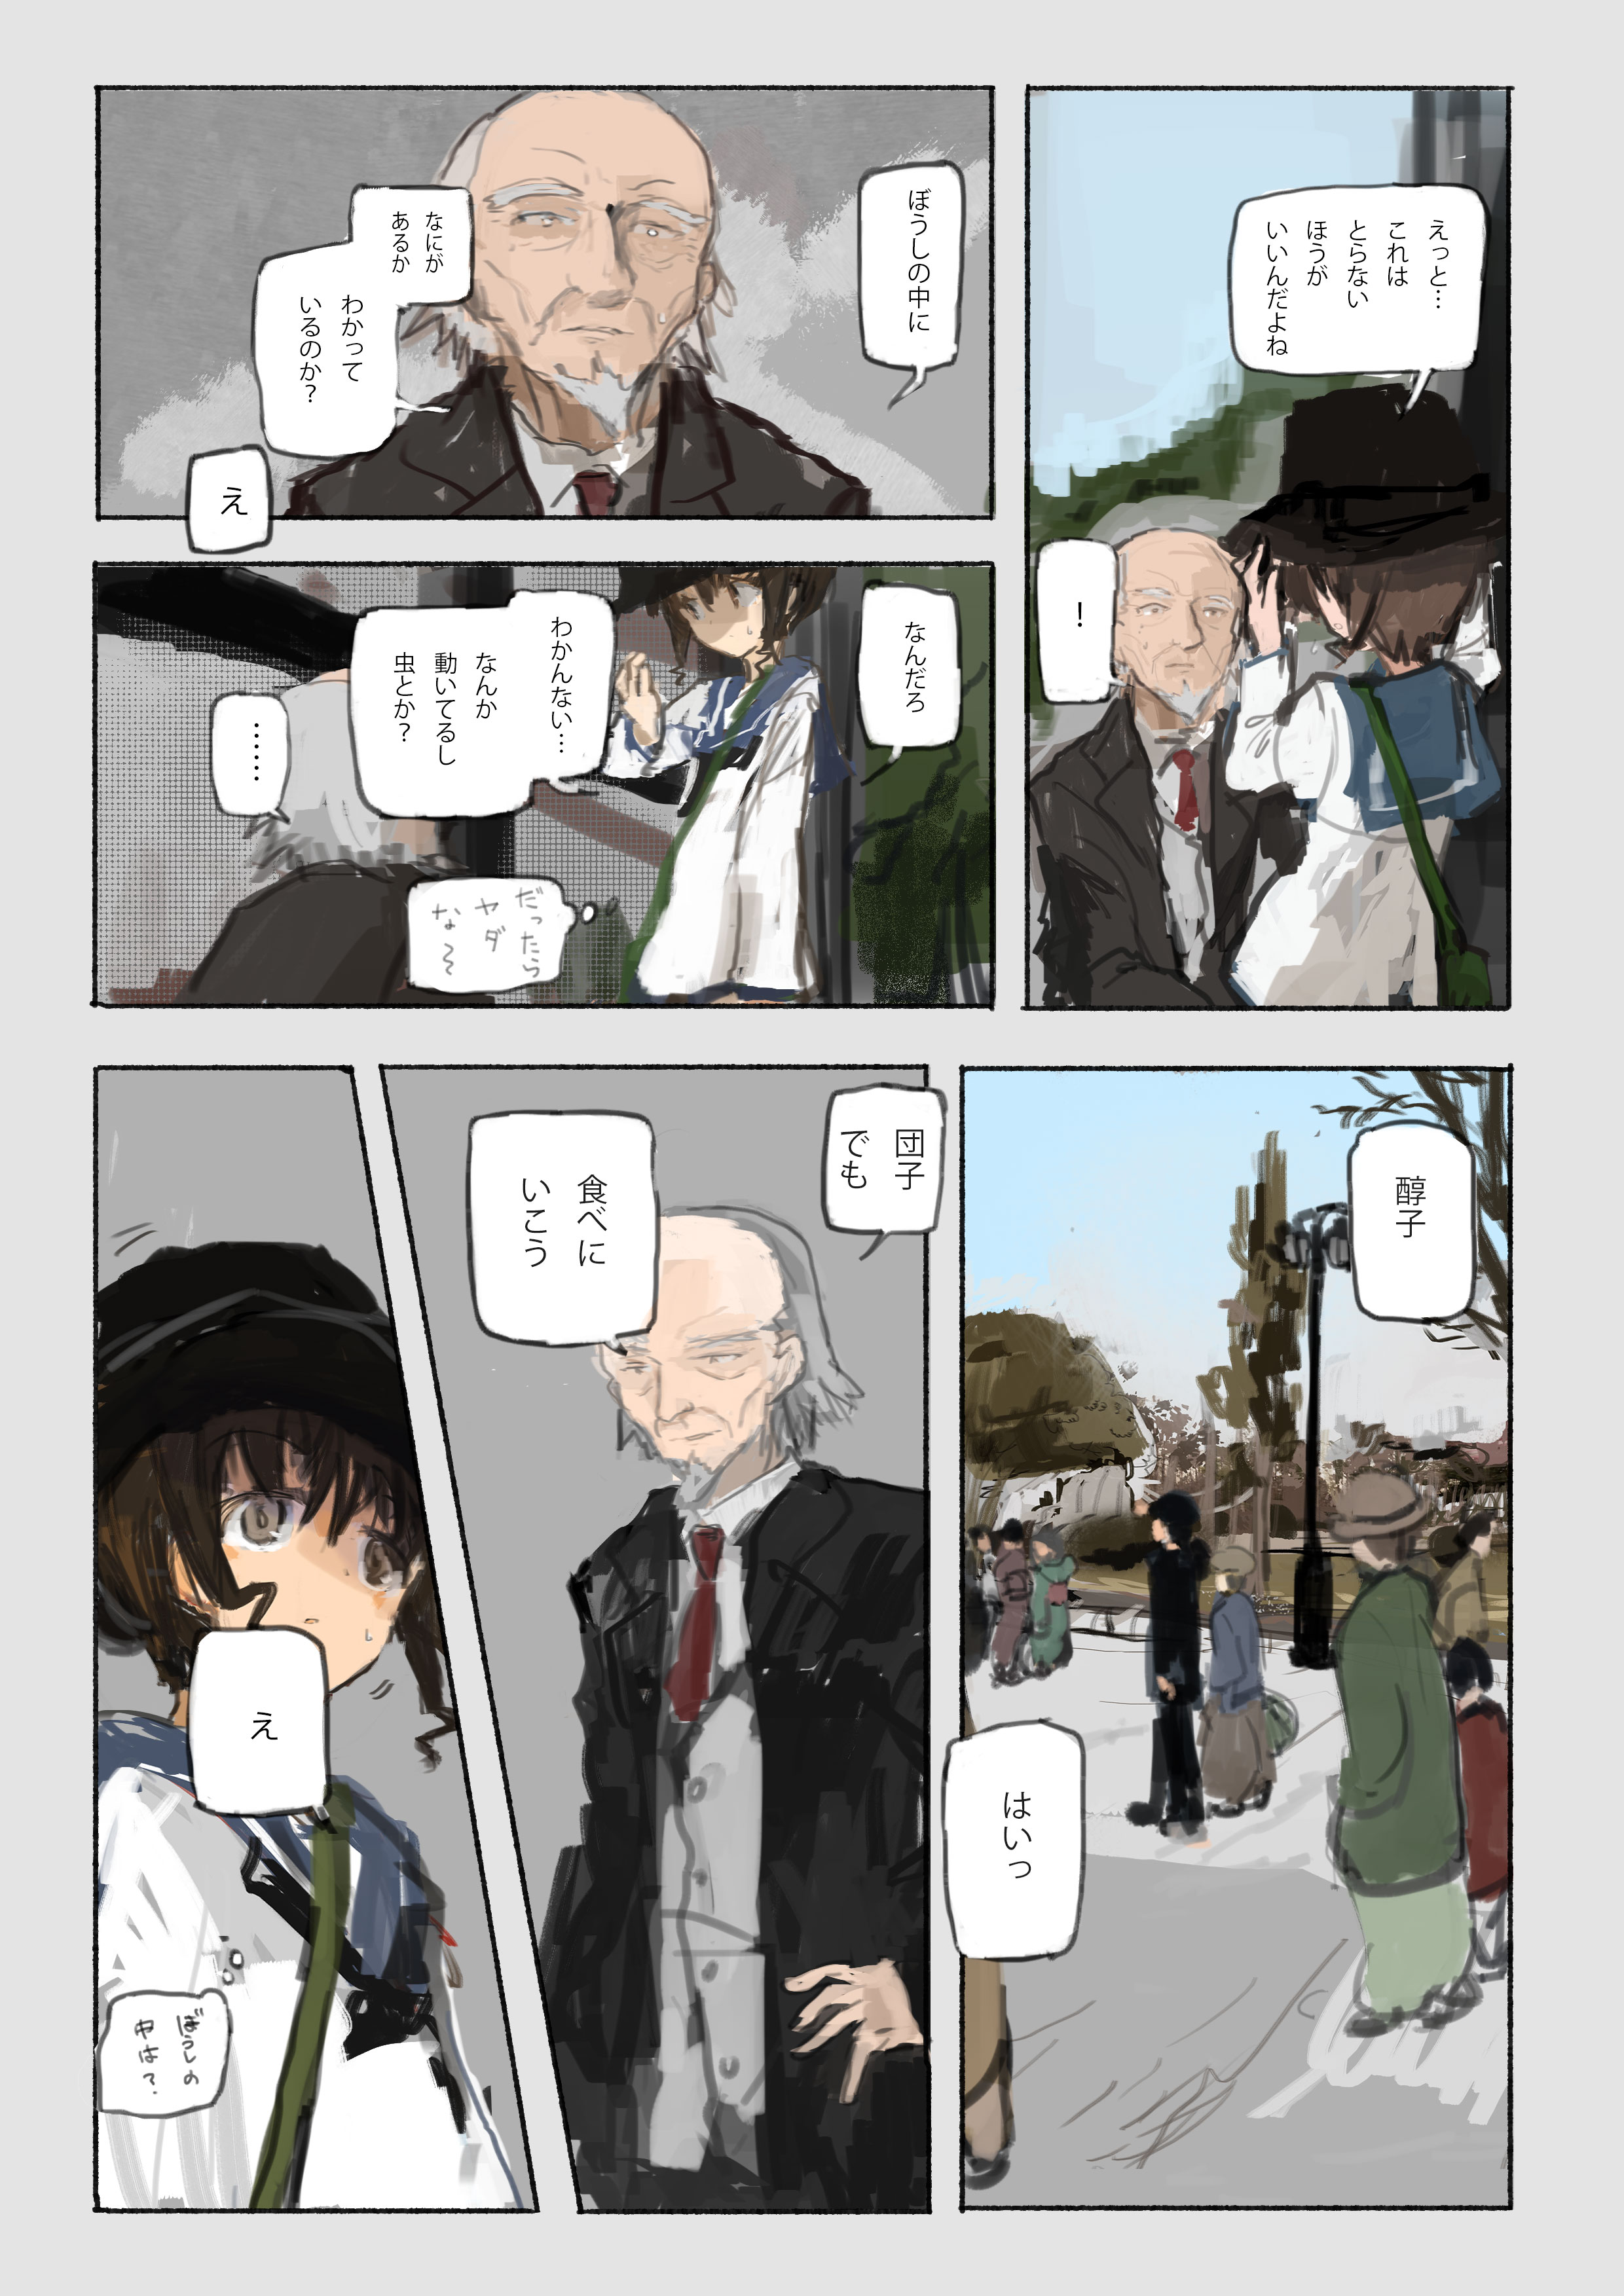 えっと…
これは
とらない
ほうが
いいんだよね
！
ぼうしの中に
なにが
あるか
わかって
いるのか？
え
なんだろ
わかんない…
なんか
動いてるし
虫とか？
……
だったら
ヤダ
な〜
醇子
はいっ
団子
でも
食べに
いこう
え
ぼうしの
中は？